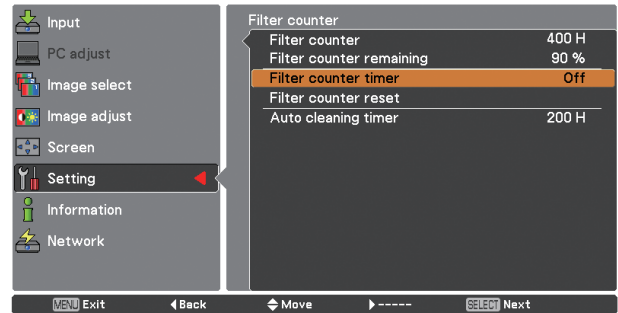 Input
PC adjust
Image select
Image adjust
Screen
Setting
Information
Network
Filter counter
Filter counter 400 H
Filter counter remaining 90 %
Filter counter timer Off
Filter counter reset
Auto cleaning timer 200 H
MENU Exit Back Move ----- SELECT Next